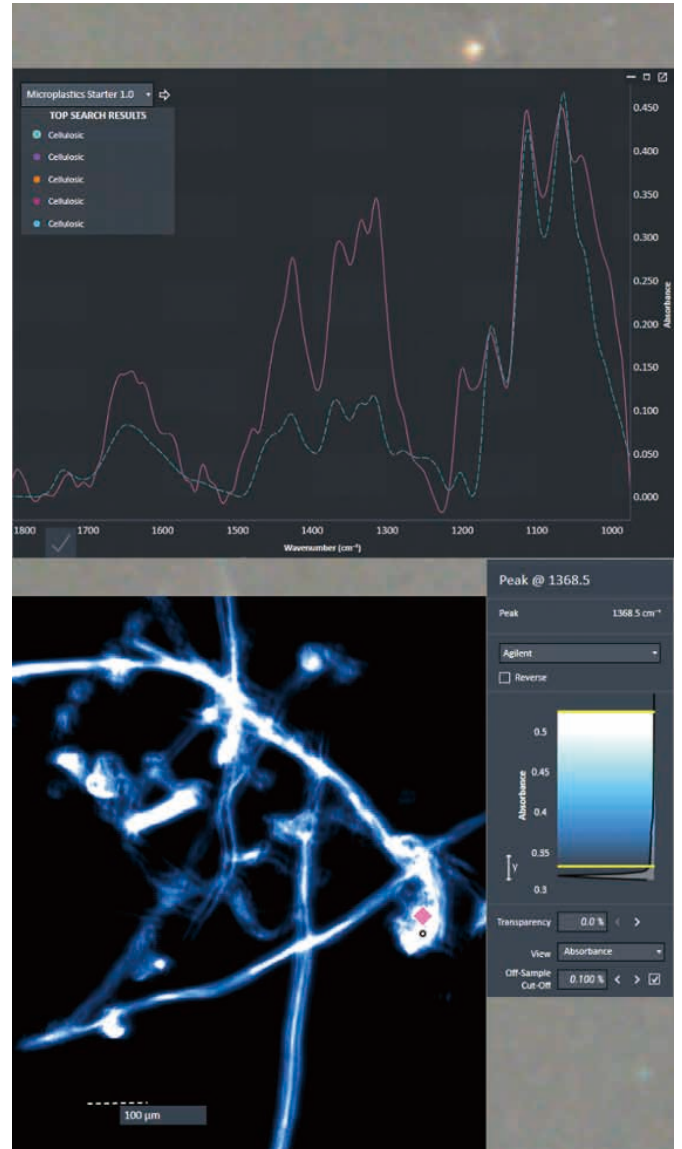 Microplastics Starter 1.0
TOP SEARCH RESULTS
Cellulosic
Cellulosic
Cellulosic
Cellulosic
Cellulosic
0.450
0.400
0.350
0.300
0.250
0.200
0.150
0.100
0.050
0.000
Absorbance
1800 1700 1600 1500 1400 1300 1200 1100 1000
Wavenumber (cm⁻¹)
Peak @ 1368.5
Peak 1368.5 cm⁻¹
Agilent
Reverse
0.5
0.45
0.4
0.35
0.3
Absorbance
Y
Transparency 0.0 % < >
View Absorbance
Off-Sample
Cut-Off 0.100 % < >
100 µm